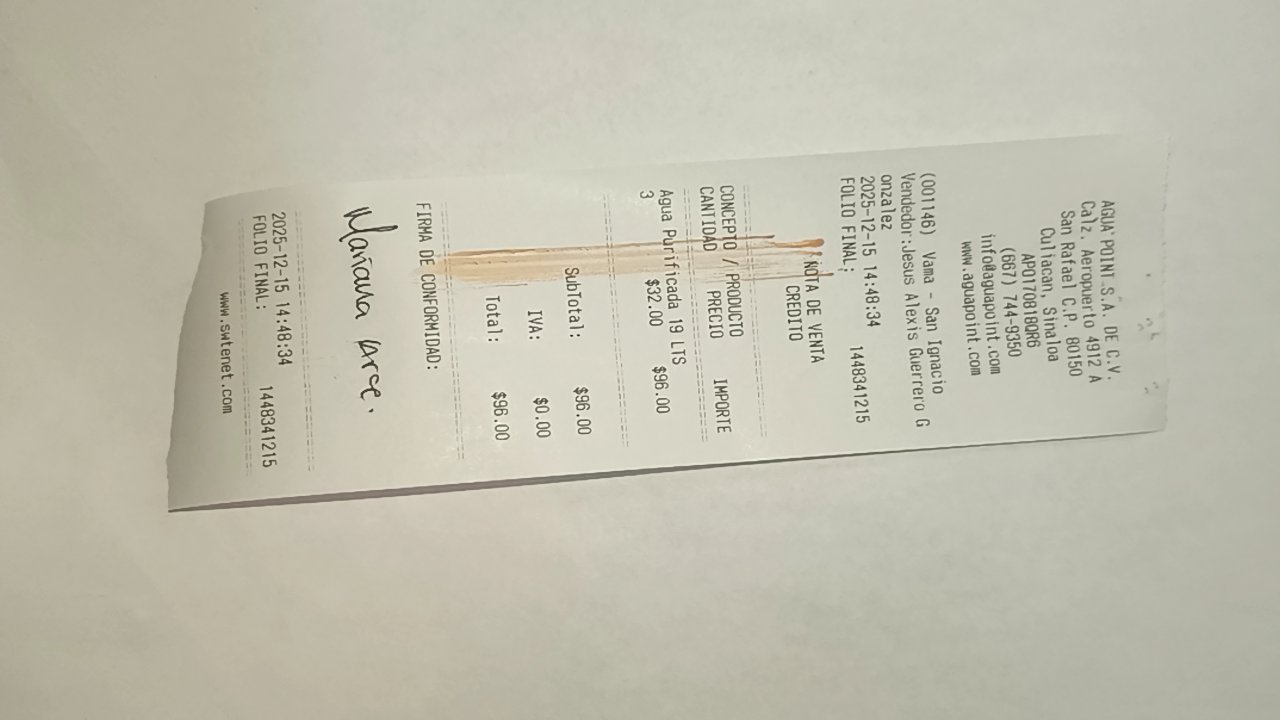 AGUA POINT S.A. DE C.V.
Calz. Aeropuerto 4912 A
San Rafael C.P. 80150
Culiacan, Sinaloa
APO170818QR6
(667) 744-9350
info@aguapoint.com
www.aguapoint.com
(001146) Vama - San Ignacio
Vendedor:Jesus Alexis Guerrero G
onzalez
2025-12-15 14:48:34 1448341215
FOLIO FINAL:
NOTA DE VENTA
CREDITO
CONCEPTO / PRODUCTO
CANTIDAD PRECIO IMPORTE
Agua Purificada 19 LTS
3 $32.00 $96.00
SubTotal: $96.00
IVA: $0.00
Total: $96.00
FIRMA DE CONFORMIDAD:
Mañana Arce.
2025-12-15 14:48:34 1448341215
FOLIO FINAL:
www.swtenet.com